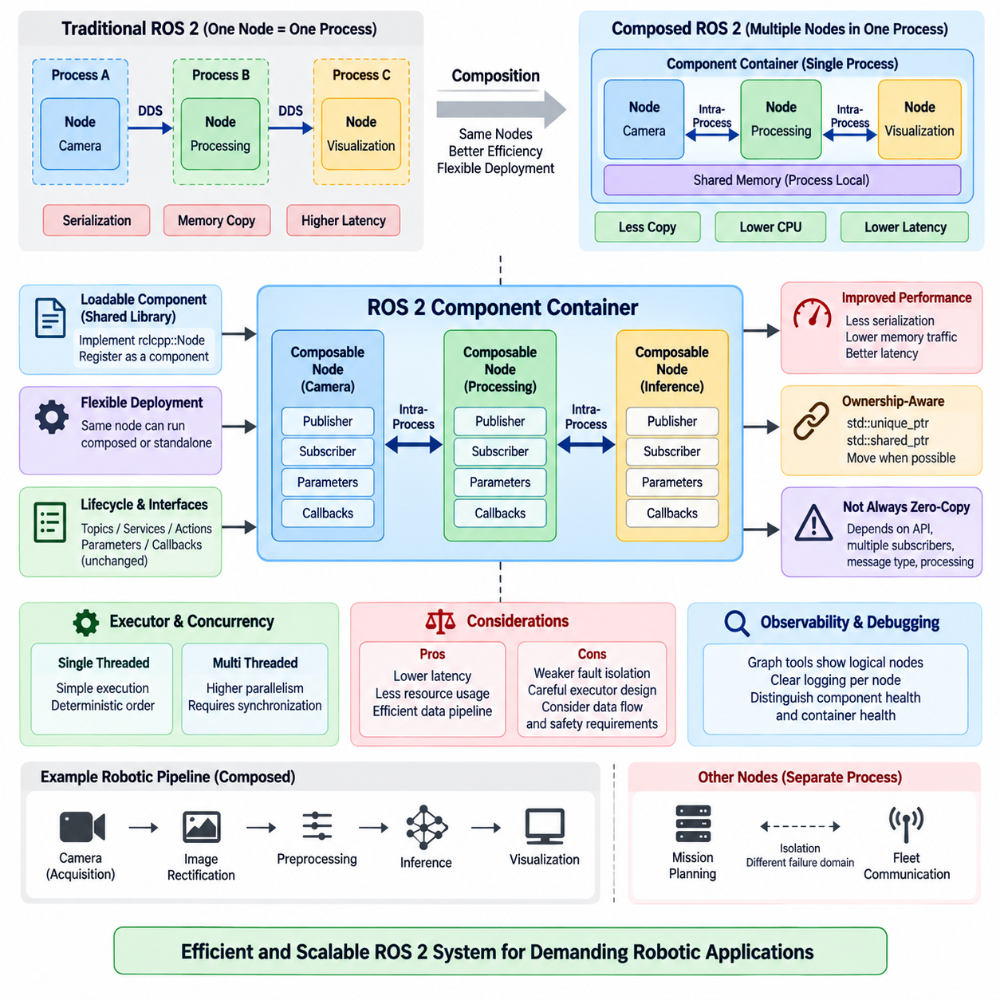 Traditional ROS 2 (One Node = One Process)
Process A
Node
Camera
DDS
Process B
Node
Processing
DDS
Process C
Node
Visualization
Serialization
Memory Copy
Higher Latency
Composition
Same Nodes
Better Efficiency
Flexible Deployment
Composed ROS 2 (Multiple Nodes in One Process)
Component Container (Single Process)
Node
Camera
Intra-
Process
Node
Processing
Intra-
Process
Node
Visualization
Shared Memory (Process Local)
Less Copy
Lower CPU
Lower Latency
Loadable Component
(Shared Library)
Implement rclcpp::Node
Register as a component
Flexible Deployment
Same node can run
composed or standalone
Lifecycle & Interfaces
Topics / Services / Actions
Parameters / Callbacks
(unchanged)
ROS 2 Component Container
Composable
Node
(Camera)
Publisher
Subscriber
Parameters
Callbacks
Intra-
Process
Composable
Node
(Processing)
Publisher
Subscriber
Parameters
Callbacks
Intra-
Process
Composable
Node
(Inference)
Publisher
Subscriber
Parameters
Callbacks
Improved Performance
Less serialization
Lower memory traffic
Better latency
Ownership-Aware
std::unique_ptr
std::shared_ptr
Move when possible
Not Always Zero-Copy
Depends on API,
multiple subscribers,
message type, processing
Executor & Concurrency
Single Threaded
Simple execution
Deterministic order
Multi Threaded
Higher parallelism
Requires synchronization
Considerations
Pros
Lower latency
Less resource usage
Efficient data pipeline
Cons
Weaker fault isolation
Careful executor design
Consider data flow
and safety requirements
Observability & Debugging
Graph tools show logical nodes
Clear logging per node
Distinguish component health
and container health
Example Robotic Pipeline (Composed)
Camera
(Acquisition)
Image
Rectification
Preprocessing
Inference
Visualization
Other Nodes (Separate Process)
Mission
Planning
Isolation
Different failure domain
Fleet
Communication
Efficient and Scalable ROS 2 System for Demanding Robotic Applications